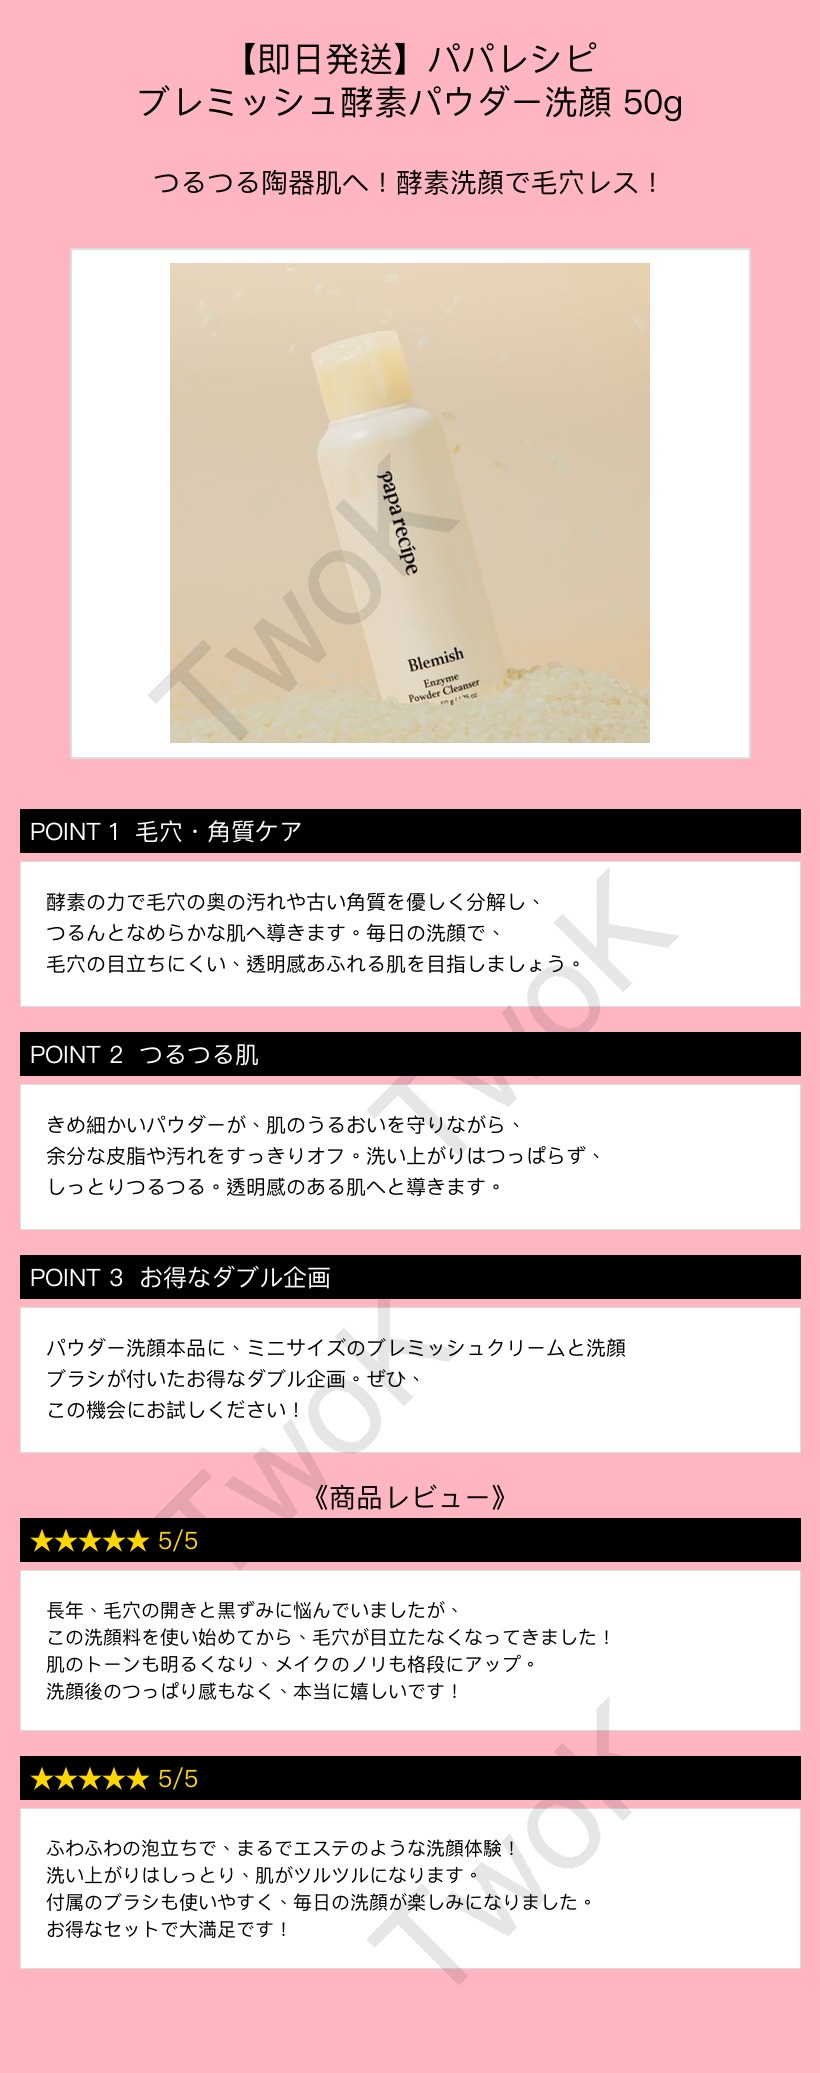 【即日発送】パパレシピ
ブレミッシュ酵素パウダー洗顔 50g
つるつる陶器肌へ！酵素洗顔で毛穴レス！
papa recipe
Blemish
Enzyme
Powder Cleanser
TwoK
POINT 1 毛穴・角質ケア
酵素の力で毛穴の奥の汚れや古い角質を優しく分解し、
つるんとなめらかな肌へ導きます。毎日の洗顔で、
毛穴の目立ちにくい、透明感あふれる肌を目指しましょう。
TwoK
POINT 2 つるつる肌
きめ細かいパウダーが、肌のうるおいを守りながら、
余分な皮脂や汚れをすっきりオフ。洗い上がりはつっぱらず、
しっとりつるつる。透明感のある肌へと導きます。
POINT 3 お得なダブル企画
パウダー洗顔本品に、ミニサイズのブレミッシュクリームと洗顔
ブラシが付いたお得なダブル企画。ぜひ、
この機会にお試しください！
TwoK
《商品レビュー》
★★★★★ 5/5
長年、毛穴の開きと黒ずみに悩んでいましたが、
この洗顔料を使い始めてから、毛穴が目立たなくなってきました！
肌のトーンも明るくなり、メイクのノリも格段にアップ。
洗顔後のつっぱり感もなく、本当に嬉しいです！
★★★★★ 5/5
ふわふわの泡立ちで、まるでエステのような洗顔体験！
洗い上がりはしっとり、肌がツルツルになります。
付属のブラシも使いやすく、毎日の洗顔が楽しみになりました。
お得なセットで大満足です！
TwoK